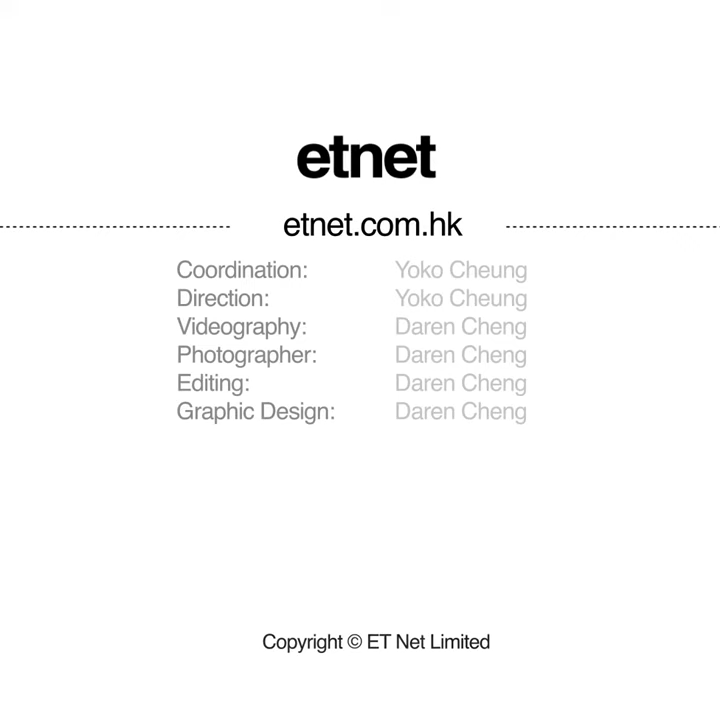 etnet
etnet.com.hk
Coordination: Yoko Cheung
Direction: Yoko Cheung
Videography: Daren Cheng
Photographer: Daren Cheng
Editing: Daren Cheng
Graphic Design: Daren Cheng
Copyright © ET Net Limited